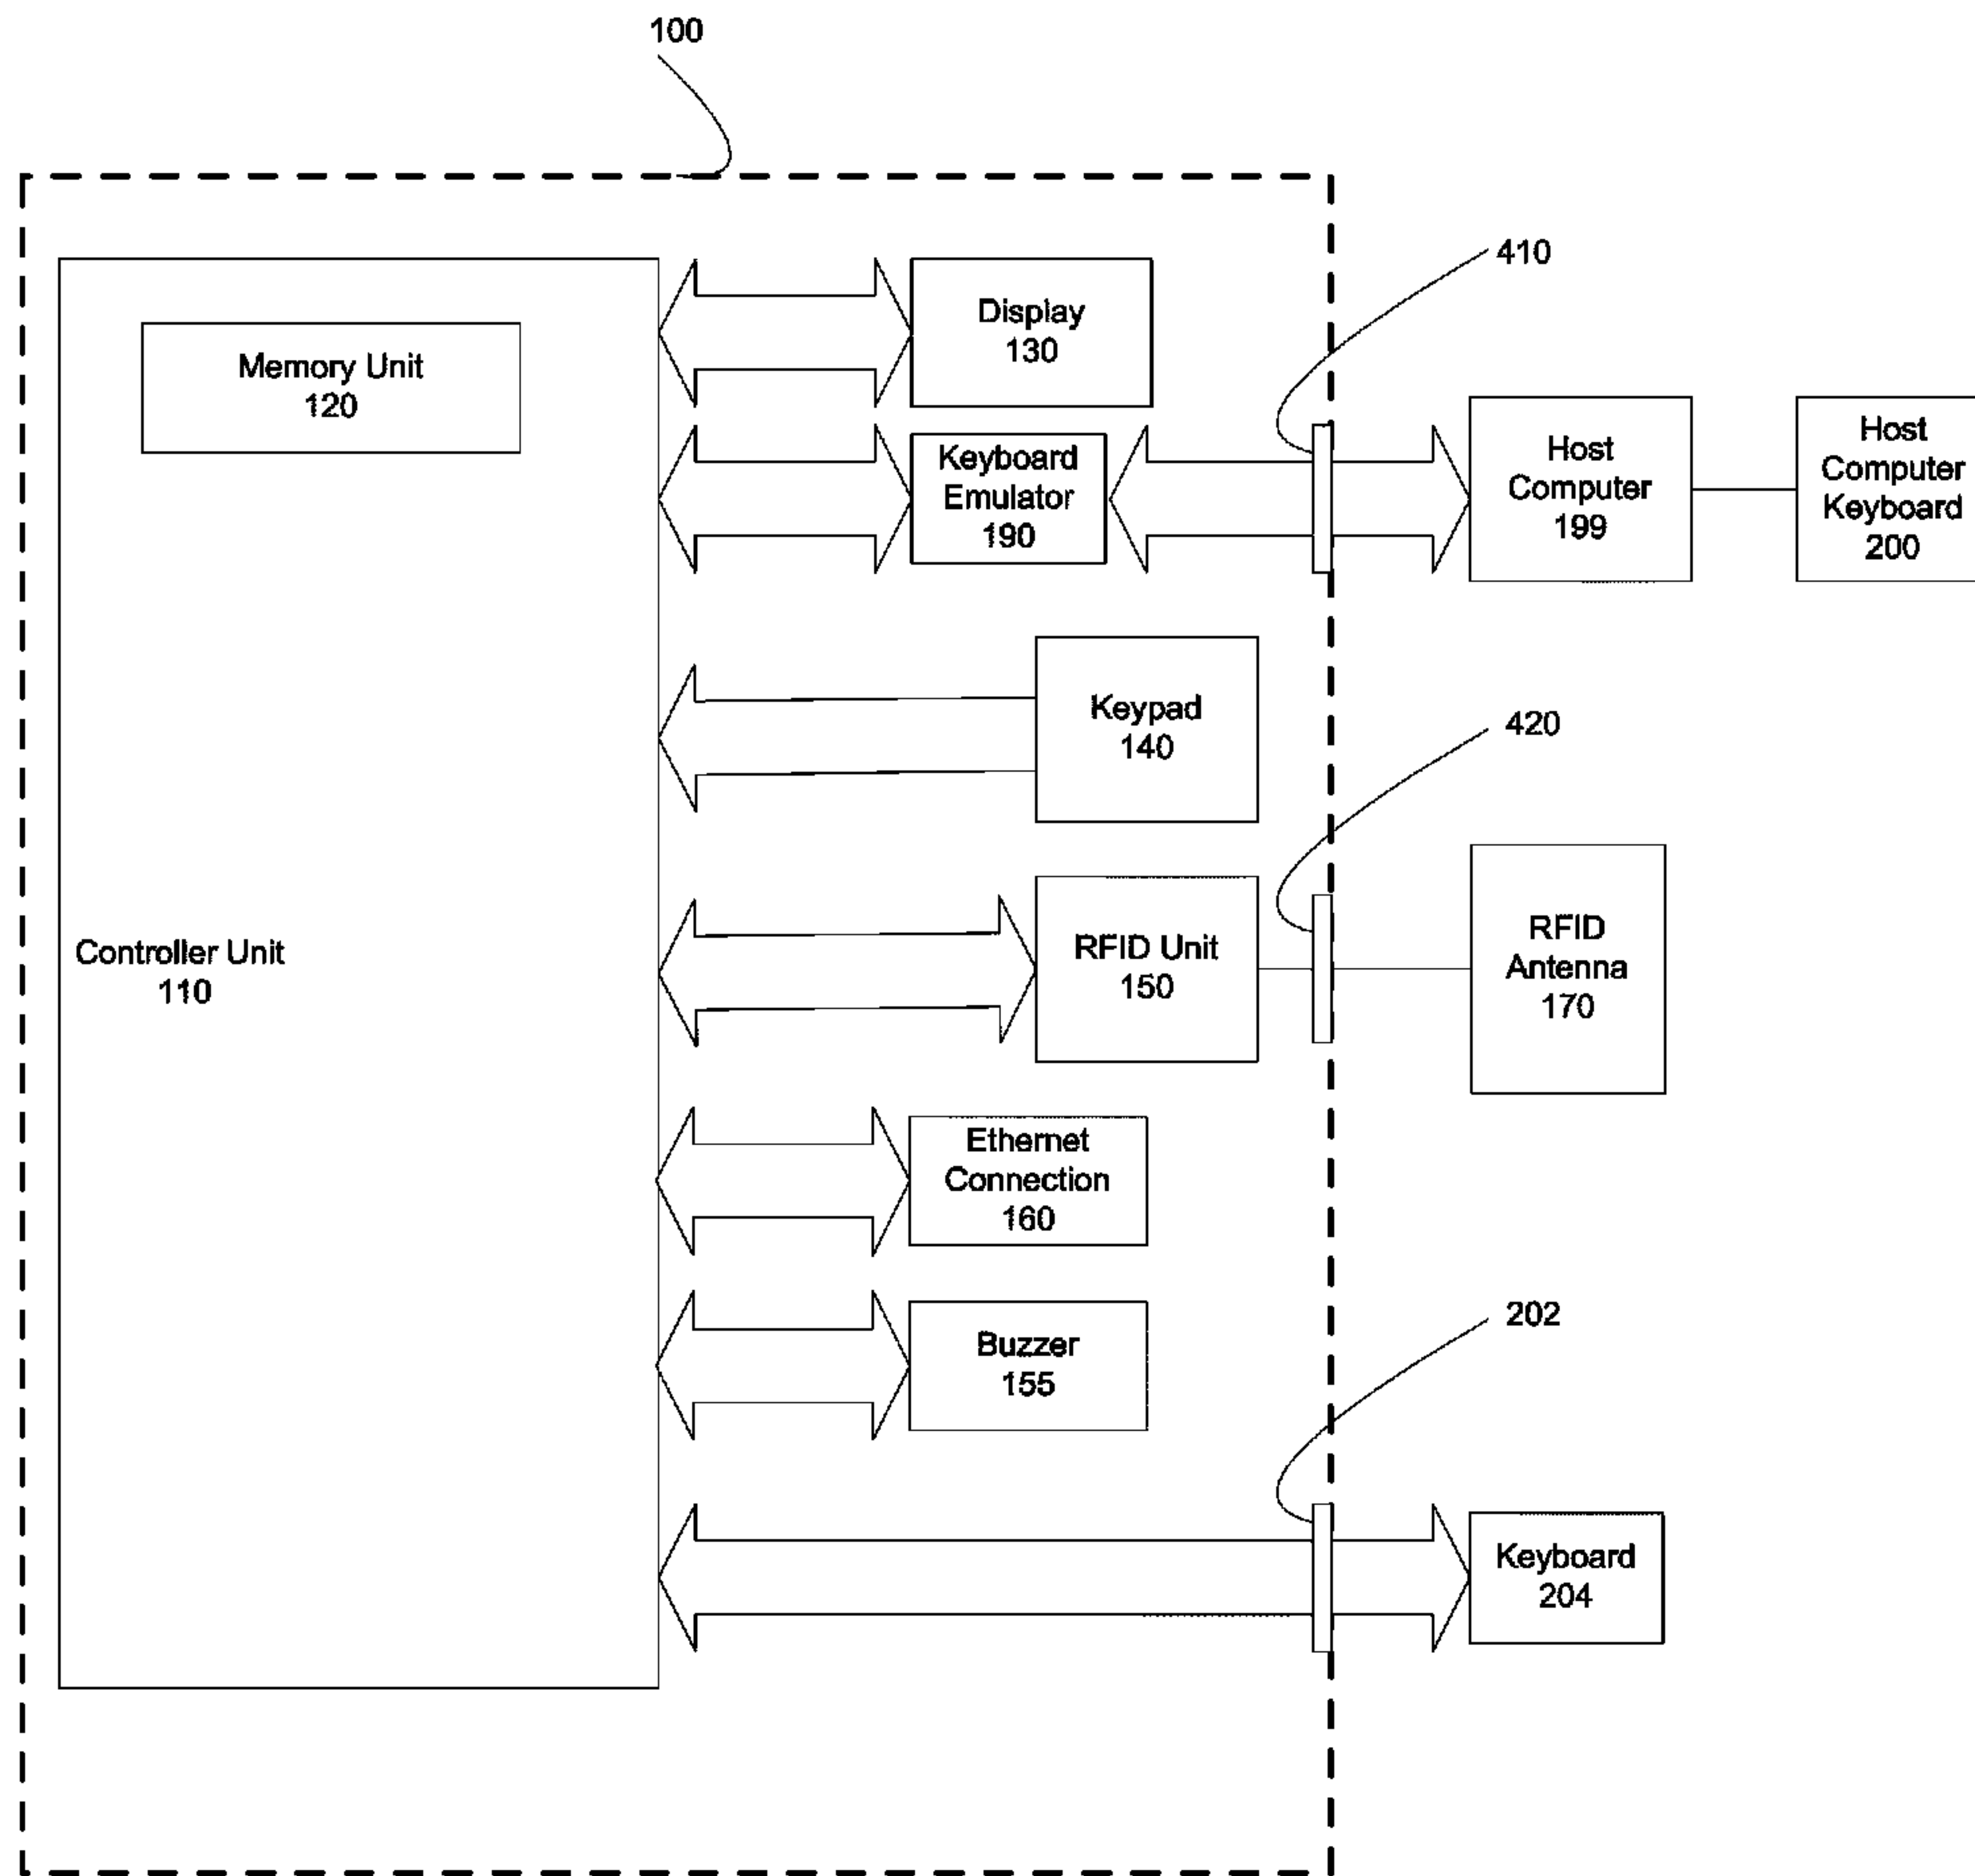 100
410
Display
130
Memory Unit
120
Keyboard
Emulator
190
Host
Computer
199
Host
Computer
Keyboard
200
Keypad
140
420
Controller Unit
110
RFID Unit
150
RFID
Antenna
170
Ethernet
Connection
160
202
Buzzer
155
Keyboard
204